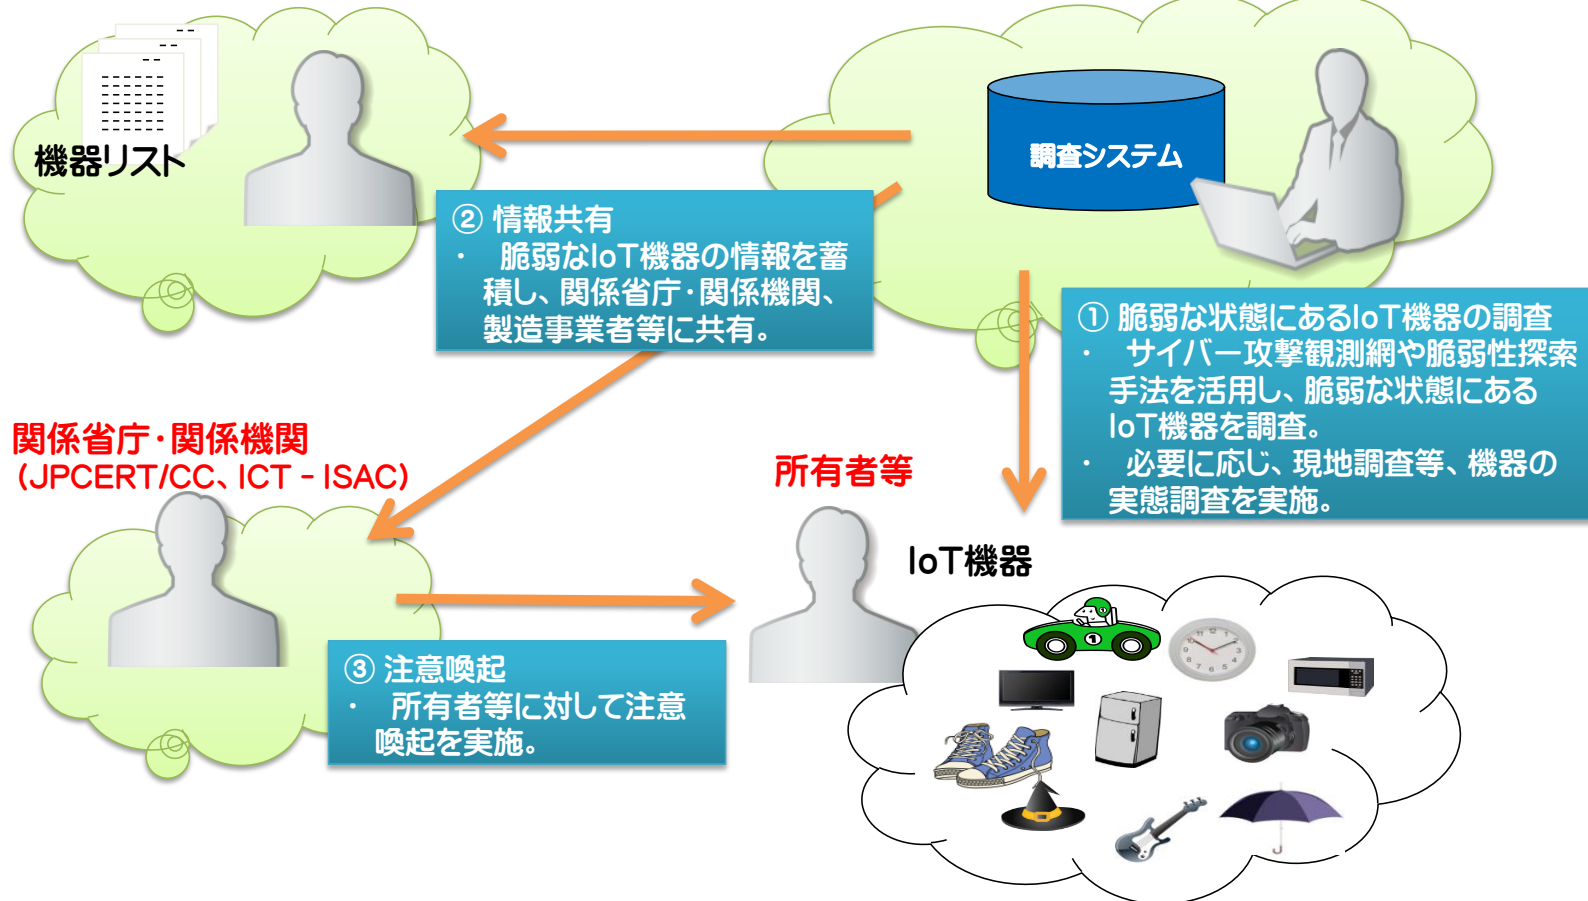 機器リスト
調査システム
② 情報共有
・ 脆弱なIoT機器の情報を蓄
積し、関係省庁・関係機関、
製造事業者等に共有。
① 脆弱な状態にあるIoT機器の調査
・ サイバー攻撃観測網や脆弱性探索
手法を活用し、脆弱な状態にある
IoT機器を調査。
・ 必要に応じ、現地調査等、機器の
実態調査を実施。
関係省庁・関係機関
(JPCERT/CC、ICT - ISAC)
所有者等
IoT機器
③ 注意喚起
・ 所有者等に対して注意
喚起を実施。